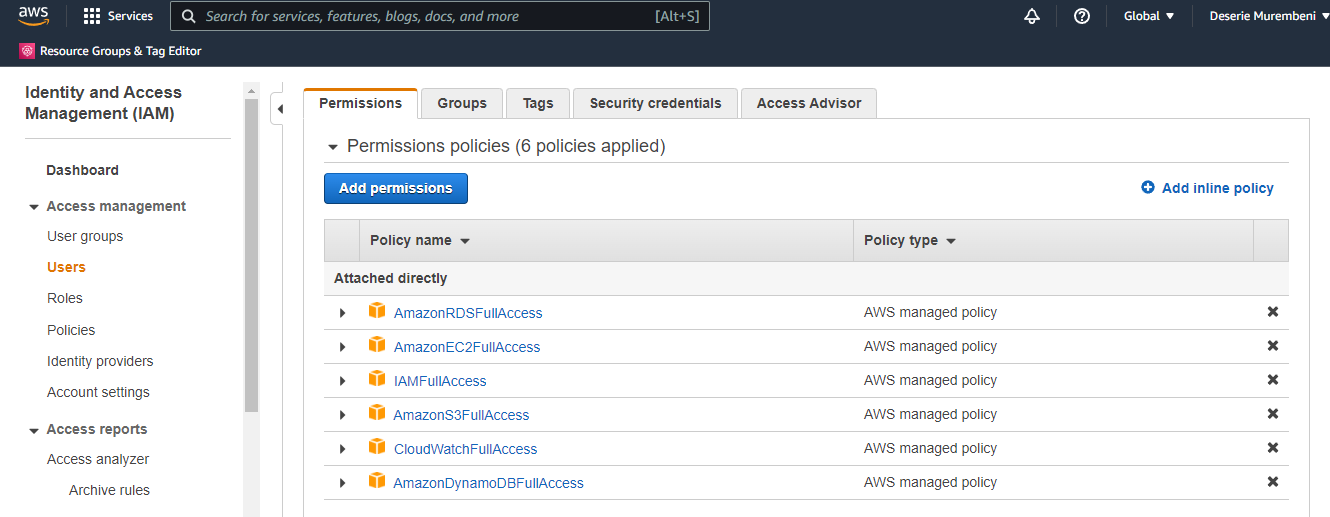 aws Services Search for services, features, blogs, docs, and more [Alt+S] Global Deserie Murembeni
Resource Groups & Tag Editor
Identity and Access
Management (IAM)
Dashboard
Access management
User groups
Users
Roles
Policies
Identity providers
Account settings
Access reports
Access analyzer
Archive rules
Permissions Groups Tags Security credentials Access Advisor
Permissions policies (6 policies applied)
Add permissions Add inline policy
Policy name Policy type
Attached directly
AmazonRDSFullAccess AWS managed policy
AmazonEC2FullAccess AWS managed policy
IAMFullAccess AWS managed policy
AmazonS3FullAccess AWS managed policy
CloudWatchFullAccess AWS managed policy
AmazonDynamoDBFullAccess AWS managed policy